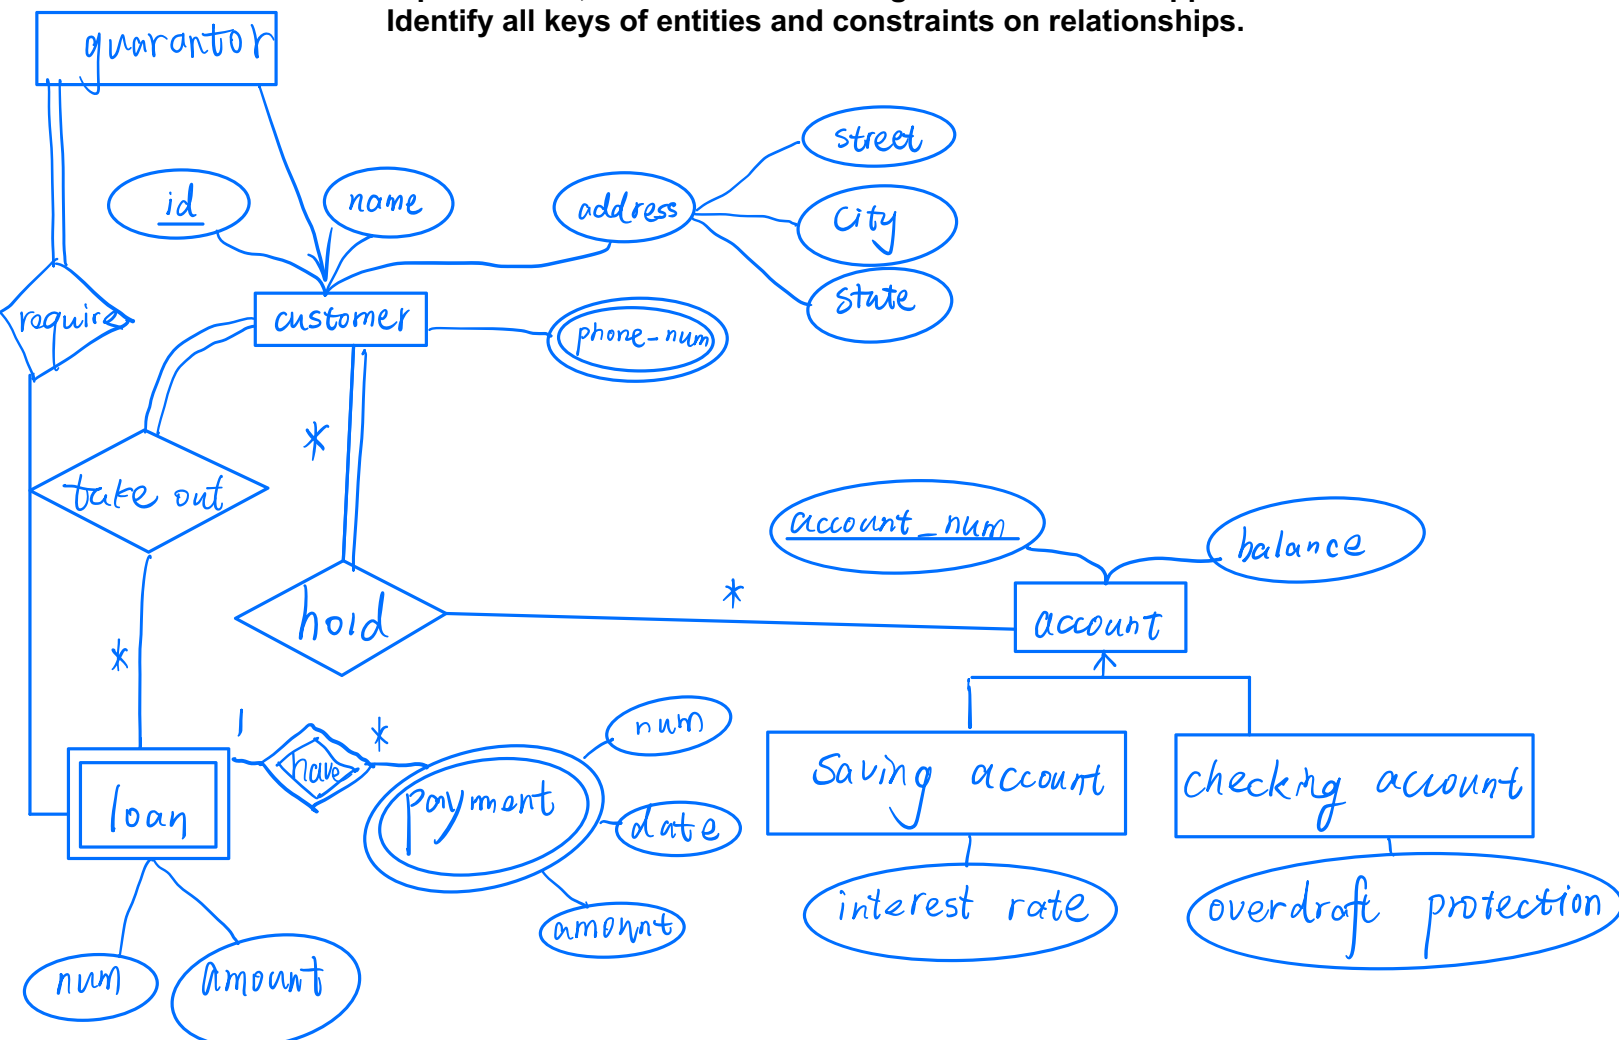 Identify all keys of entities and constraints on relationships.
guarantor
street
id
name
address
city
state
require
customer
phone-num
*
take out
account_num
balance
hold
*
account
*
1
*
num
have
payment
loan
date
saving account
checking account
amount
interest rate
overdraft protection
num
amount